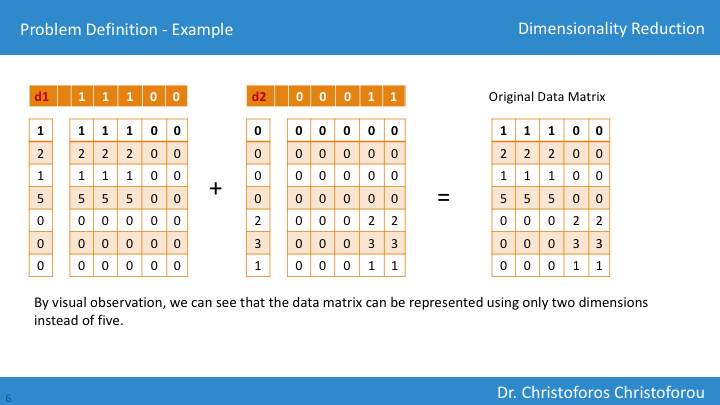 Problem Definition - Example
Dimensionality Reduction
d1 1 1 1 0 0
d2 0 0 0 1 1
Original Data Matrix
1 1 1 1 0 0 0 0 0 0 0 0 1 1 1 0 0
2 2 2 2 0 0 0 0 0 0 0 0 2 2 2 0 0
1 1 1 1 0 0 0 0 0 0 0 0 1 1 1 0 0
5 5 5 5 0 0 + 0 0 0 0 0 0 = 5 5 5 0 0
0 0 0 0 0 0 2 0 0 0 2 2 0 0 0 2 2
0 0 0 0 0 0 3 0 0 0 3 3 0 0 0 3 3
0 0 0 0 0 0 1 0 0 0 1 1 0 0 0 1 1
By visual observation, we can see that the data matrix can be represented using only two dimensions
instead of five.
6
Dr. Christoforos Christoforou